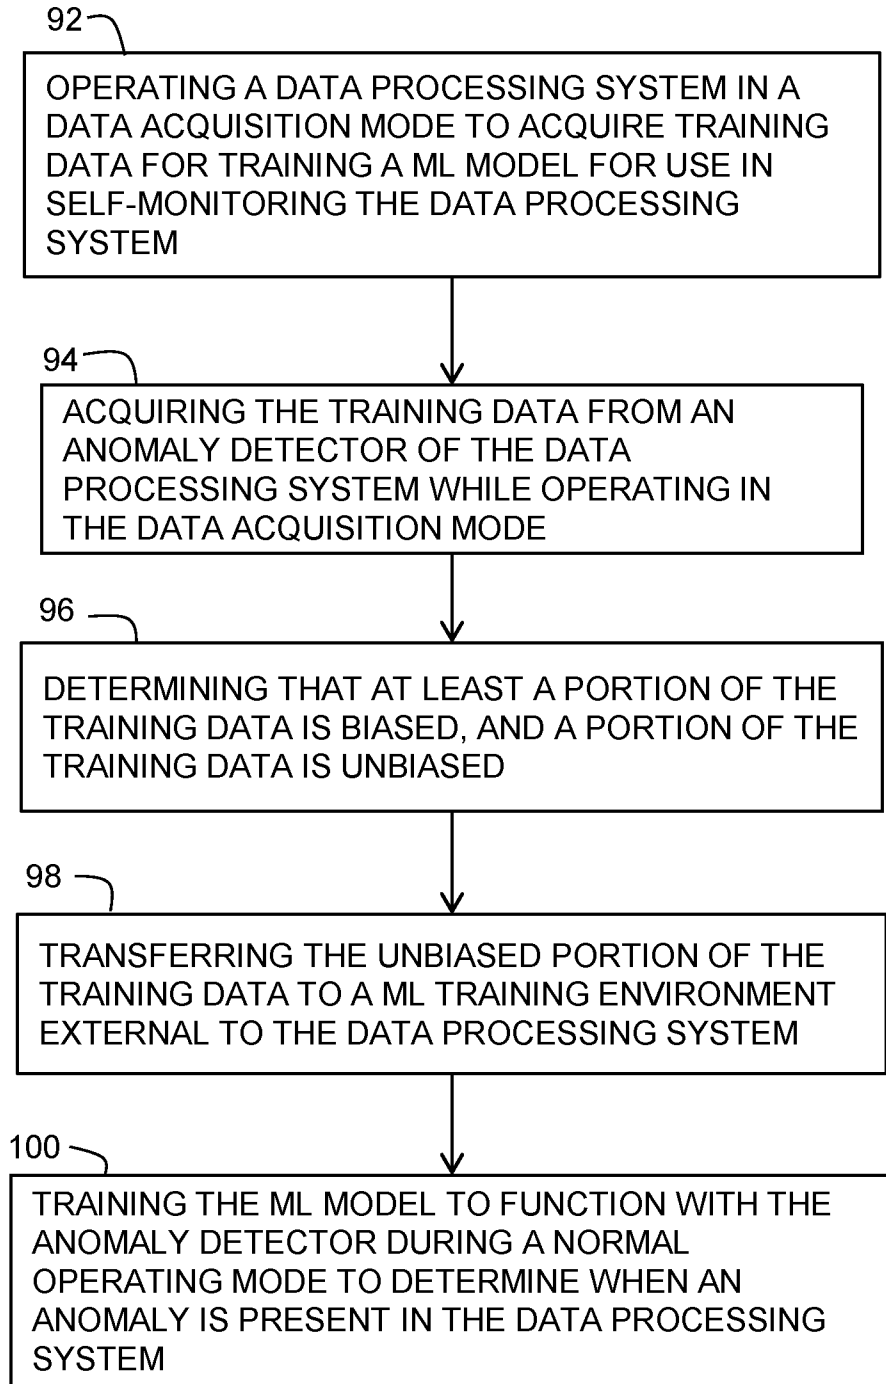 92
OPERATING A DATA PROCESSING SYSTEM IN A
DATA ACQUISITION MODE TO ACQUIRE TRAINING
DATA FOR TRAINING A ML MODEL FOR USE IN
SELF-MONITORING THE DATA PROCESSING
SYSTEM
94
ACQUIRING THE TRAINING DATA FROM AN
ANOMALY DETECTOR OF THE DATA
PROCESSING SYSTEM WHILE OPERATING IN
THE DATA ACQUISITION MODE
96
DETERMINING THAT AT LEAST A PORTION OF THE
TRAINING DATA IS BIASED, AND A PORTION OF THE
TRAINING DATA IS UNBIASED
98
TRANSFERRING THE UNBIASED PORTION OF THE
TRAINING DATA TO A ML TRAINING ENVIRONMENT
EXTERNAL TO THE DATA PROCESSING SYSTEM
100
TRAINING THE ML MODEL TO FUNCTION WITH THE
ANOMALY DETECTOR DURING A NORMAL
OPERATING MODE TO DETERMINE WHEN AN
ANOMALY IS PRESENT IN THE DATA PROCESSING
SYSTEM